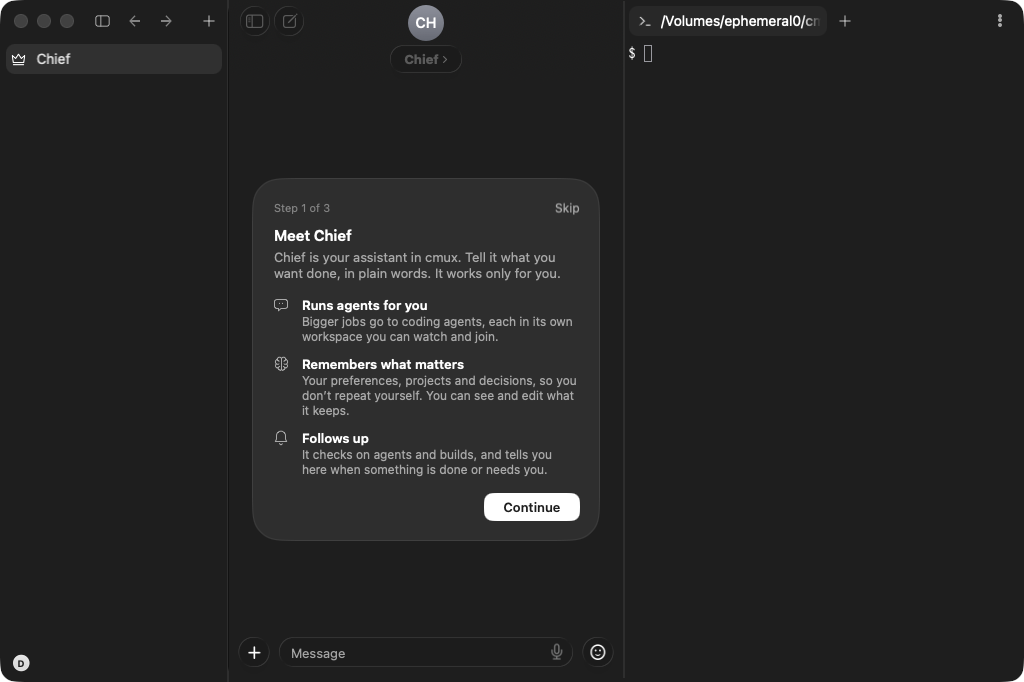 Chief
CH
Chief ›
/Volumes/ephemeral0/
$
Step 1 of 3
Skip
Meet Chief
Chief is your assistant in cmux. Tell it what you
want done, in plain words. It works only for you.
Runs agents for you
Bigger jobs go to coding agents, each in its own
workspace you can watch and join.
Remembers what matters
Your preferences, projects and decisions, so you
don't repeat yourself. You can see and edit what
it keeps.
Follows up
It checks on agents and builds, and tells you
here when something is done or needs you.
Continue
Message
D